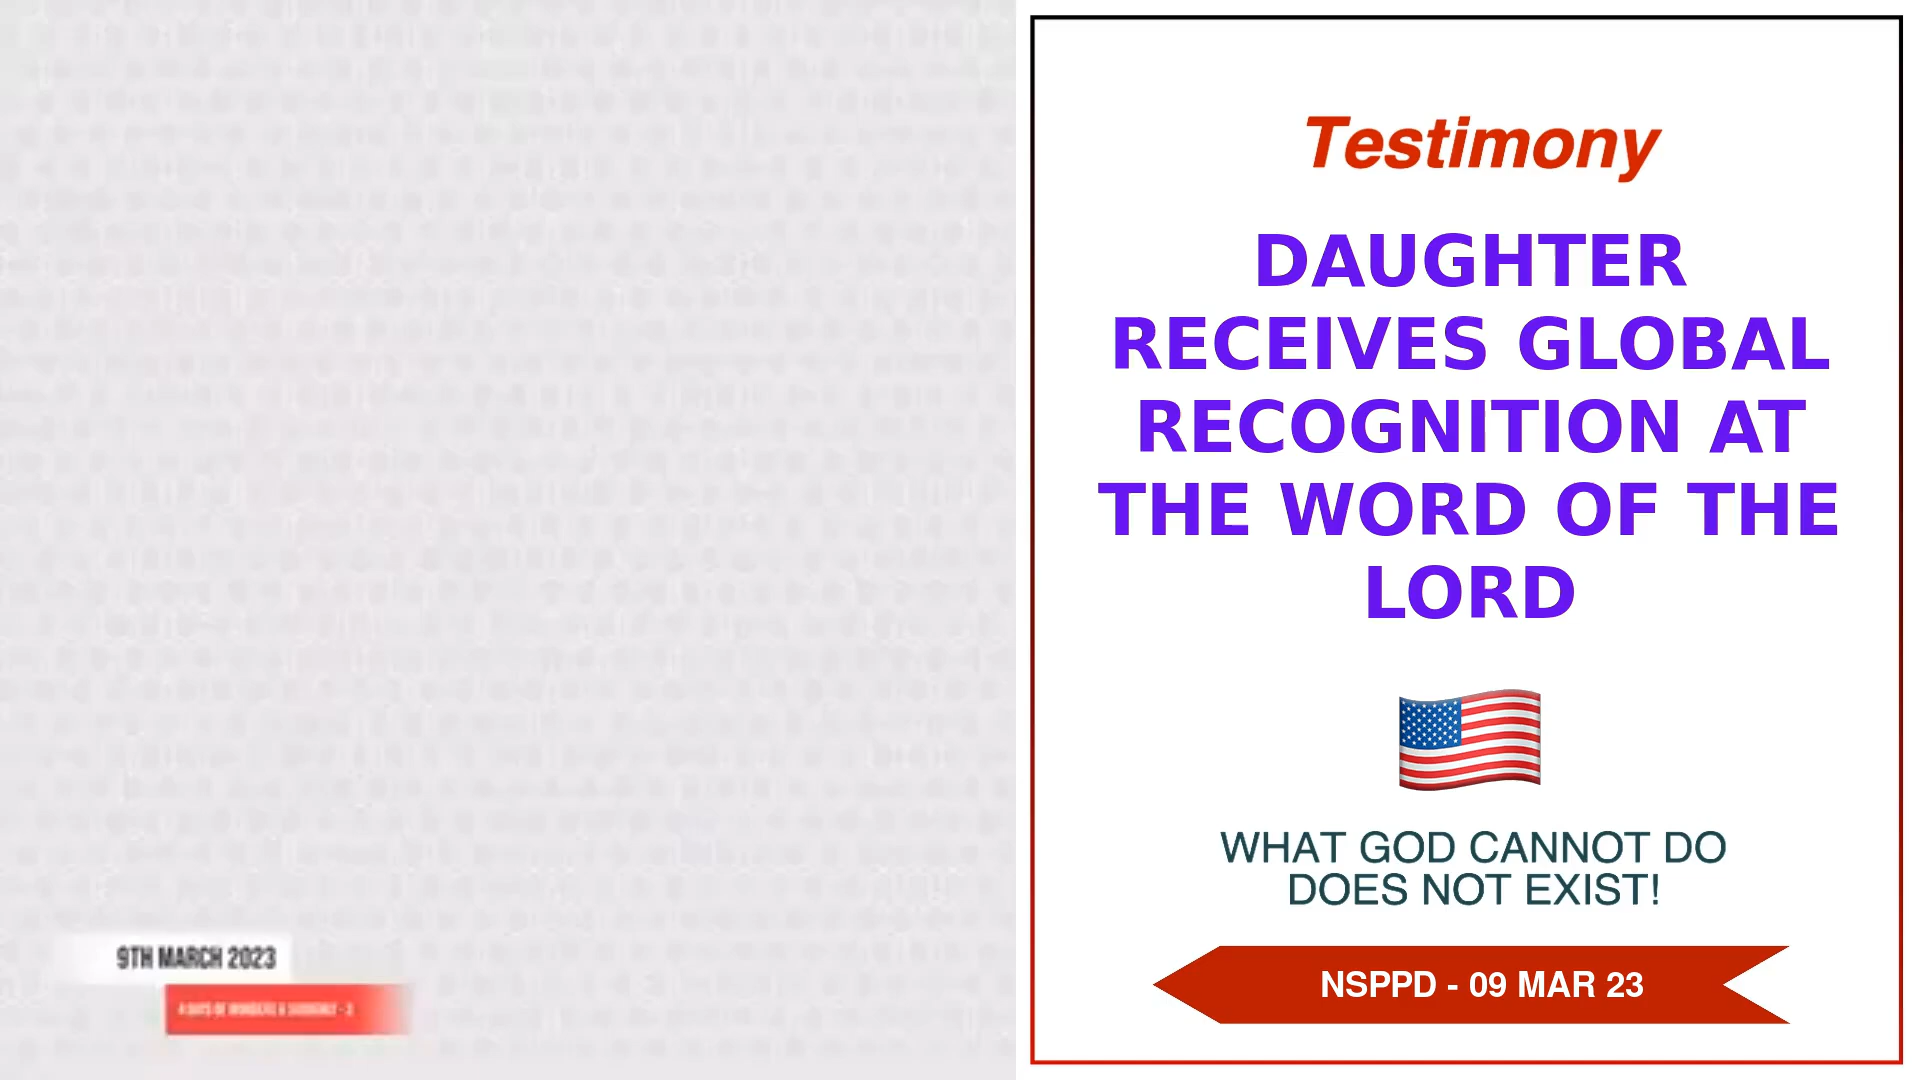 9TH MARCH 2023
Testimony
DAUGHTER
RECEIVES GLOBAL
RECOGNITION AT
THE WORD OF THE
LORD
WHAT GOD CANNOT DO
DOES NOT EXIST!
NSPPD - 09 MAR 23